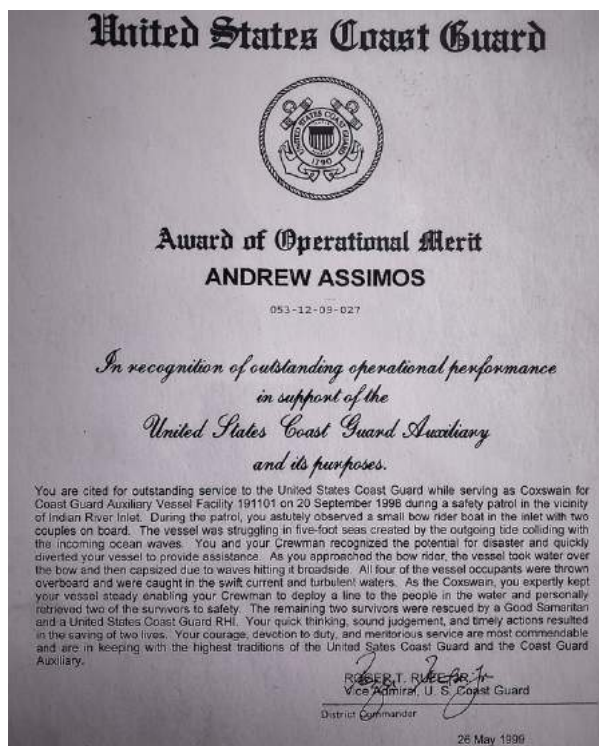 United States Coast Guard
UNITED STATES COAST GUARD
1790
Award of Operational Merit
ANDREW ASSIMOS
053-12-09-027
In recognition of outstanding operational performance
in support of the
United States Coast Guard Auxiliary
and its purposes.
You are cited for outstanding service to the United States Coast Guard while serving as Coxswain for
Coast Guard Auxiliary Vessel Facility 191101 on 20 September 1998 during a safety patrol in the vicinity
of Indian River Inlet. During the patrol, you astutely observed a small bow rider boat in the inlet with two
couples on board. The vessel was struggling in five-foot seas created by the outgoing tide colliding with
the incoming ocean waves. You and your Crewman recognized the potential for disaster and quickly
diverted your vessel to provide assistance. As you approached the bow rider, the vessel took water over
the bow and then capsized due to waves hitting it broadside. All four of the vessel occupants were thrown
overboard and were caught in the swift current and turbulent waters. As the Coxswain, you expertly kept
your vessel steady enabling your Crewman to deploy a line to the people in the water and personally
retrieved two of the survivors to safety. The remaining two survivors were rescued by a Good Samaritan
and a United States Coast Guard RHI. Your quick thinking, sound judgement, and timely actions resulted
in the saving of two lives. Your courage, devotion to duty, and meritorious service are most commendable
and are in keeping with the highest traditions of the United Sates Coast Guard and the Coast Guard
Auxiliary.
ROGER T. RUFE, JR.
Vice Admiral, U. S. Coast Guard
District Commander
26 May 1999